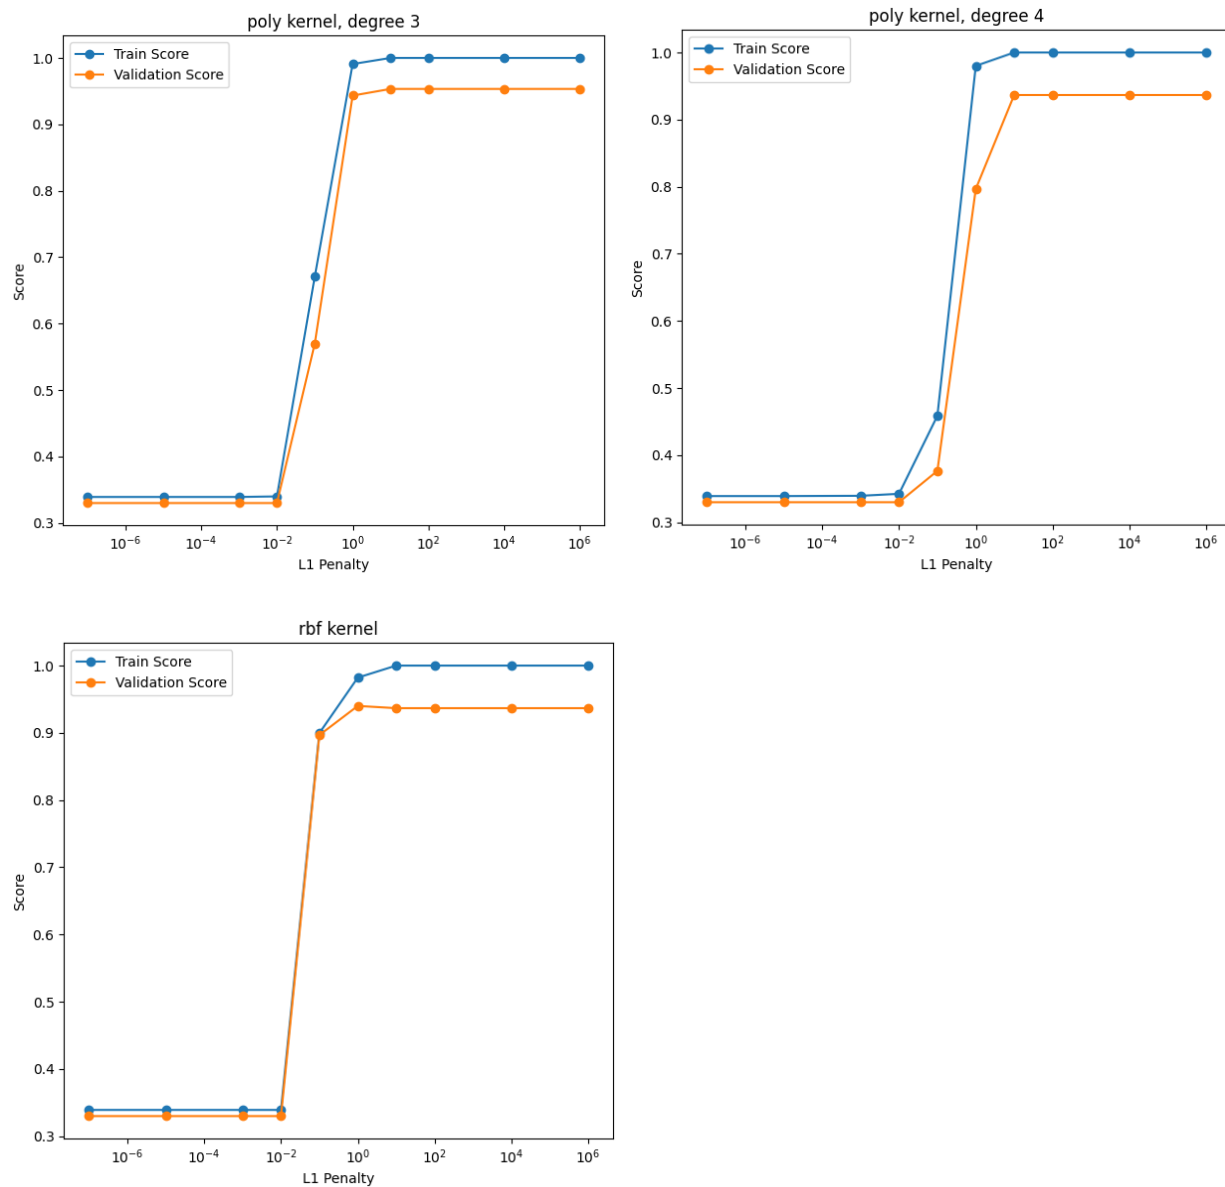 poly kernel, degree 3
Train Score
Validation Score
1.0
0.9
0.8
0.7
0.6
0.5
0.4
0.3
Score
10⁻⁶ 10⁻⁴ 10⁻² 10⁰ 10² 10⁴ 10⁶
L1 Penalty
poly kernel, degree 4
Train Score
Validation Score
1.0
0.9
0.8
0.7
0.6
0.5
0.4
0.3
Score
10⁻⁶ 10⁻⁴ 10⁻² 10⁰ 10² 10⁴ 10⁶
L1 Penalty
rbf kernel
Train Score
Validation Score
1.0
0.9
0.8
0.7
0.6
0.5
0.4
0.3
Score
10⁻⁶ 10⁻⁴ 10⁻² 10⁰ 10² 10⁴ 10⁶
L1 Penalty